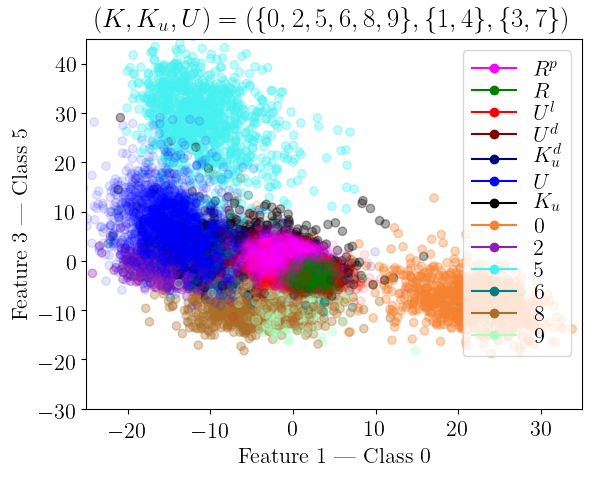 (K, K_u, U) = ({0, 2, 5, 6, 8, 9}, {1, 4}, {3, 7})
Feature 3 — Class 5
40
30
20
10
0
−10
−20
−30
−20 −10 0 10 20 30
Feature 1 — Class 0
R^p
R
U^l
U^d
K_u^d
U
K_u
0
2
5
6
8
9